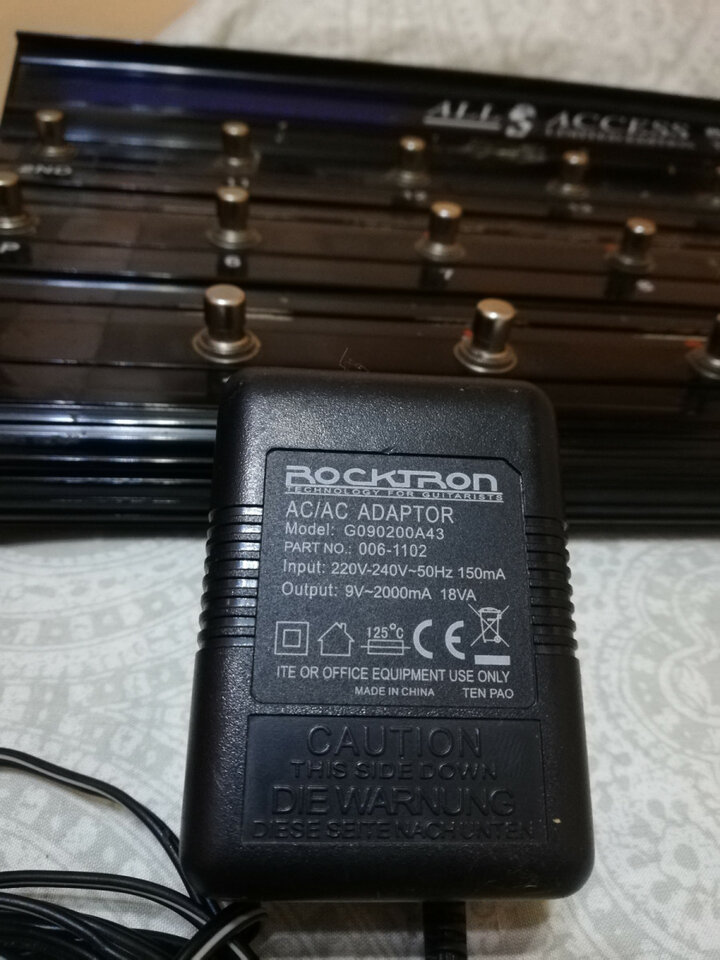 ALL ACCESS
2ND
P
ROCKTRON
TECHNOLOGY FOR GUITARISTS
AC/AC ADAPTOR
Model: G090200A43
PART NO.: 006-1102
Input: 220V-240V~50Hz 150mA
Output: 9V~2000mA 18VA
125°C
CE
ITE OR OFFICE EQUIPMENT USE ONLY
MADE IN CHINA TEN PAO
CAUTION
THIS SIDE DOWN
DIE WARNUNG
DIESE SEITE NACH UNTEN